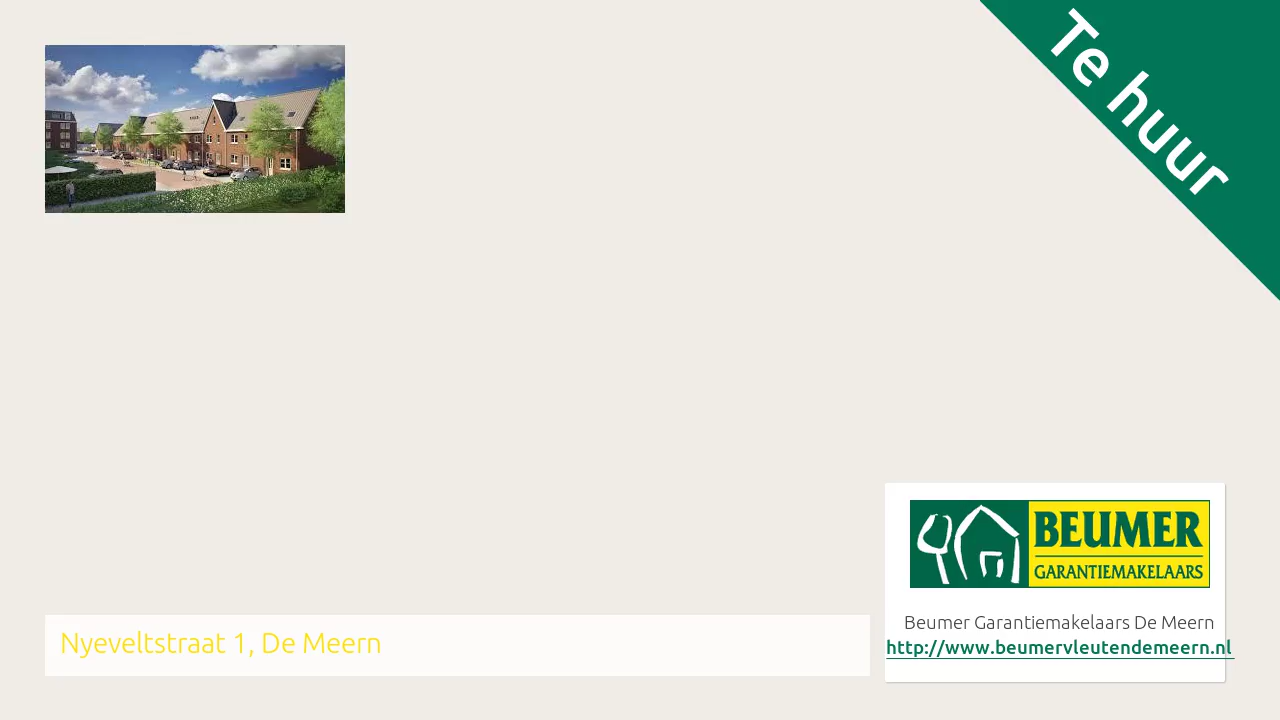 Te huur
BEUMER
GARANTIEMAKELAARS
Beumer Garantiemakelaars De Meern
http://www.beumervleutendemeern.nl
Nyeveltstraat 1, De Meern